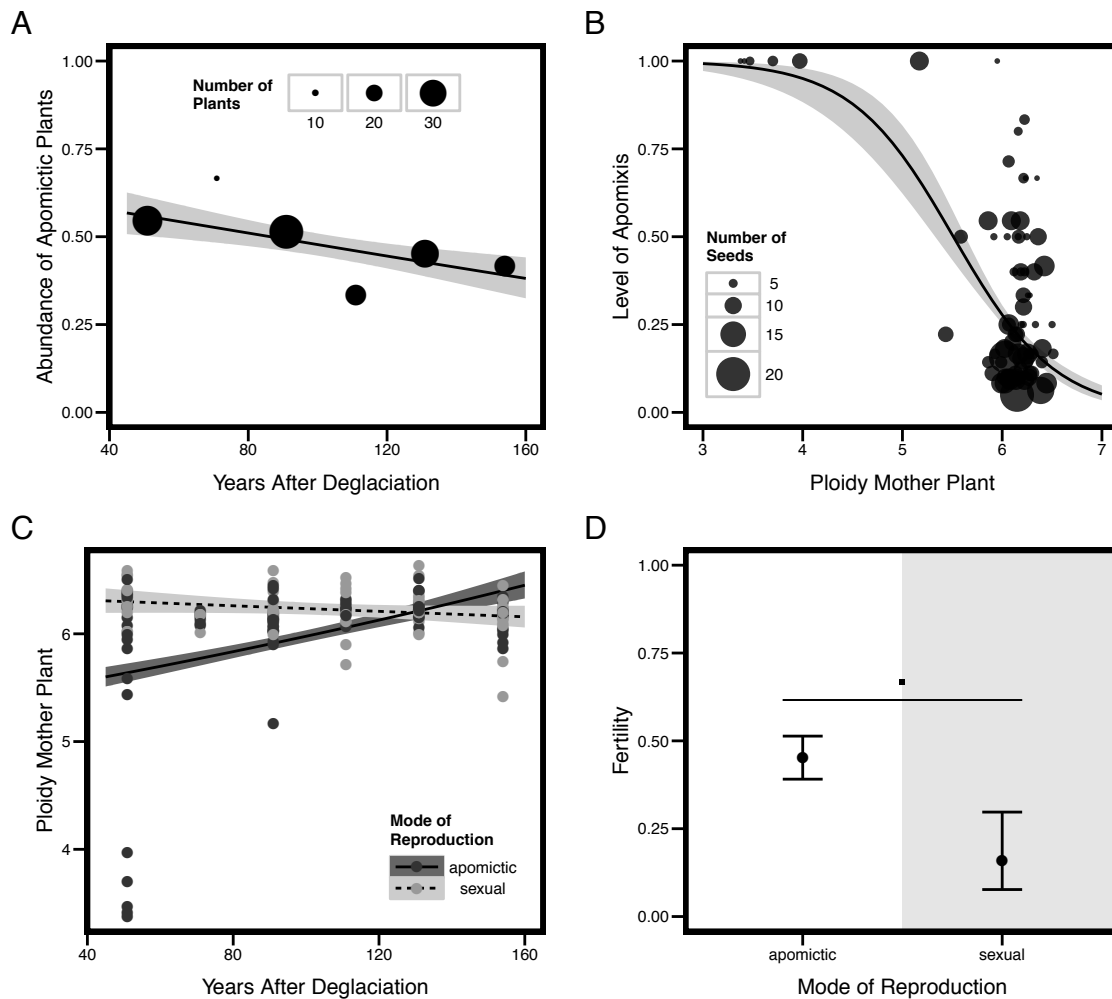 A
Abundance of Apomictic Plants
1.00
0.75
0.50
0.25
0.00
Number of
Plants
10 20 30
40 80 120 160
Years After Deglaciation
B
Level of Apomixis
1.00
0.75
0.50
0.25
0.00
Number of
Seeds
5
10
15
20
3 4 5 6 7
Ploidy Mother Plant
C
Ploidy Mother Plant
6
5
4
Mode of
Reproduction
apomictic
sexual
40 80 120 160
Years After Deglaciation
D
Fertility
1.00
0.75
0.50
0.25
0.00
apomictic sexual
Mode of Reproduction